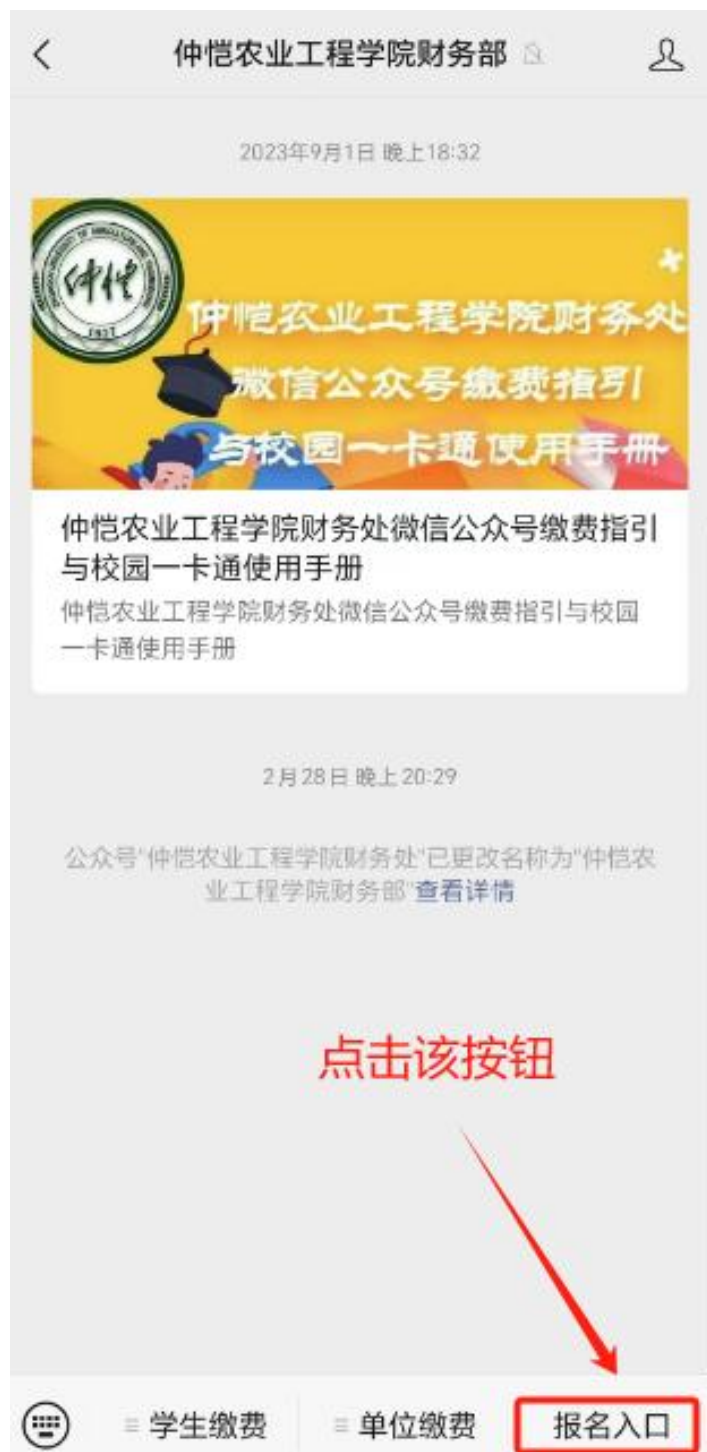 仲恺农业工程学院财务部
2023年9月1日 晚上18:32
仲恺
1927
仲恺农业工程学院财务处
微信公众号缴费指引
与校园一卡通使用手册
仲恺农业工程学院财务处微信公众号缴费指引
与校园一卡通使用手册
仲恺农业工程学院财务处微信公众号缴费指引与校园
一卡通使用手册
2月28日 晚上20:29
公众号"仲恺农业工程学院财务处"已更改名称为"仲恺农
业工程学院财务部"查看详情
点击该按钮
学生缴费 单位缴费 报名入口